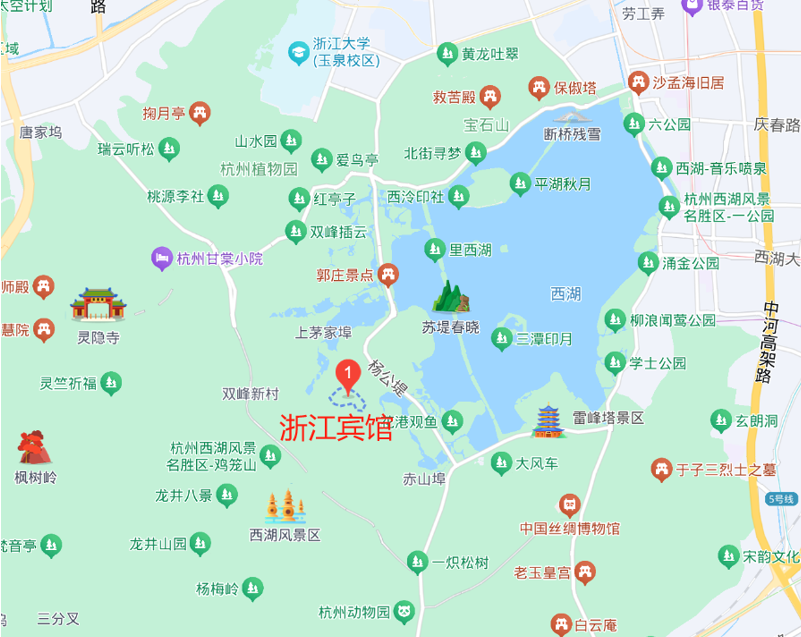 太空计划
路
劳工弄
银泰百货
区域
浙江大学
(玉泉校区)
黄龙吐翠
保俶塔
沙孟海旧居
救苦殿
掬月亭
宝石山
断桥残雪
六公园
庆春路
唐家坞
瑞云听松
山水园
爱鸟亭
北街寻梦
杭州植物园
西湖-音乐喷泉
平湖秋月
桃源李社
红亭子
西泠印社
杭州西湖风景
名胜区-一公园
双峰插云
里西湖
杭州甘棠小院
涌金公园
西湖大
郭庄景点
师殿
西湖
灵隐寺
慧院
上茅家埠
苏堤春晓
三潭印月
柳浪闻莺公园
中河高架路
学士公园
1
杨公堤
灵竺祈福
双峰新村
浙江宾馆
港观鱼
雷峰塔景区
玄朗洞
杭州西湖风景
名胜区-鸡笼山
枫树岭
大风车
于子三烈士之墓
赤山埠
龙井八景
5号线
西湖风景区
中国丝绸博物馆
梵音亭
龙井山园
一炽松树
宋韵文化
老玉皇宫
杨梅岭
杭州动物园
三分叉
白云庵